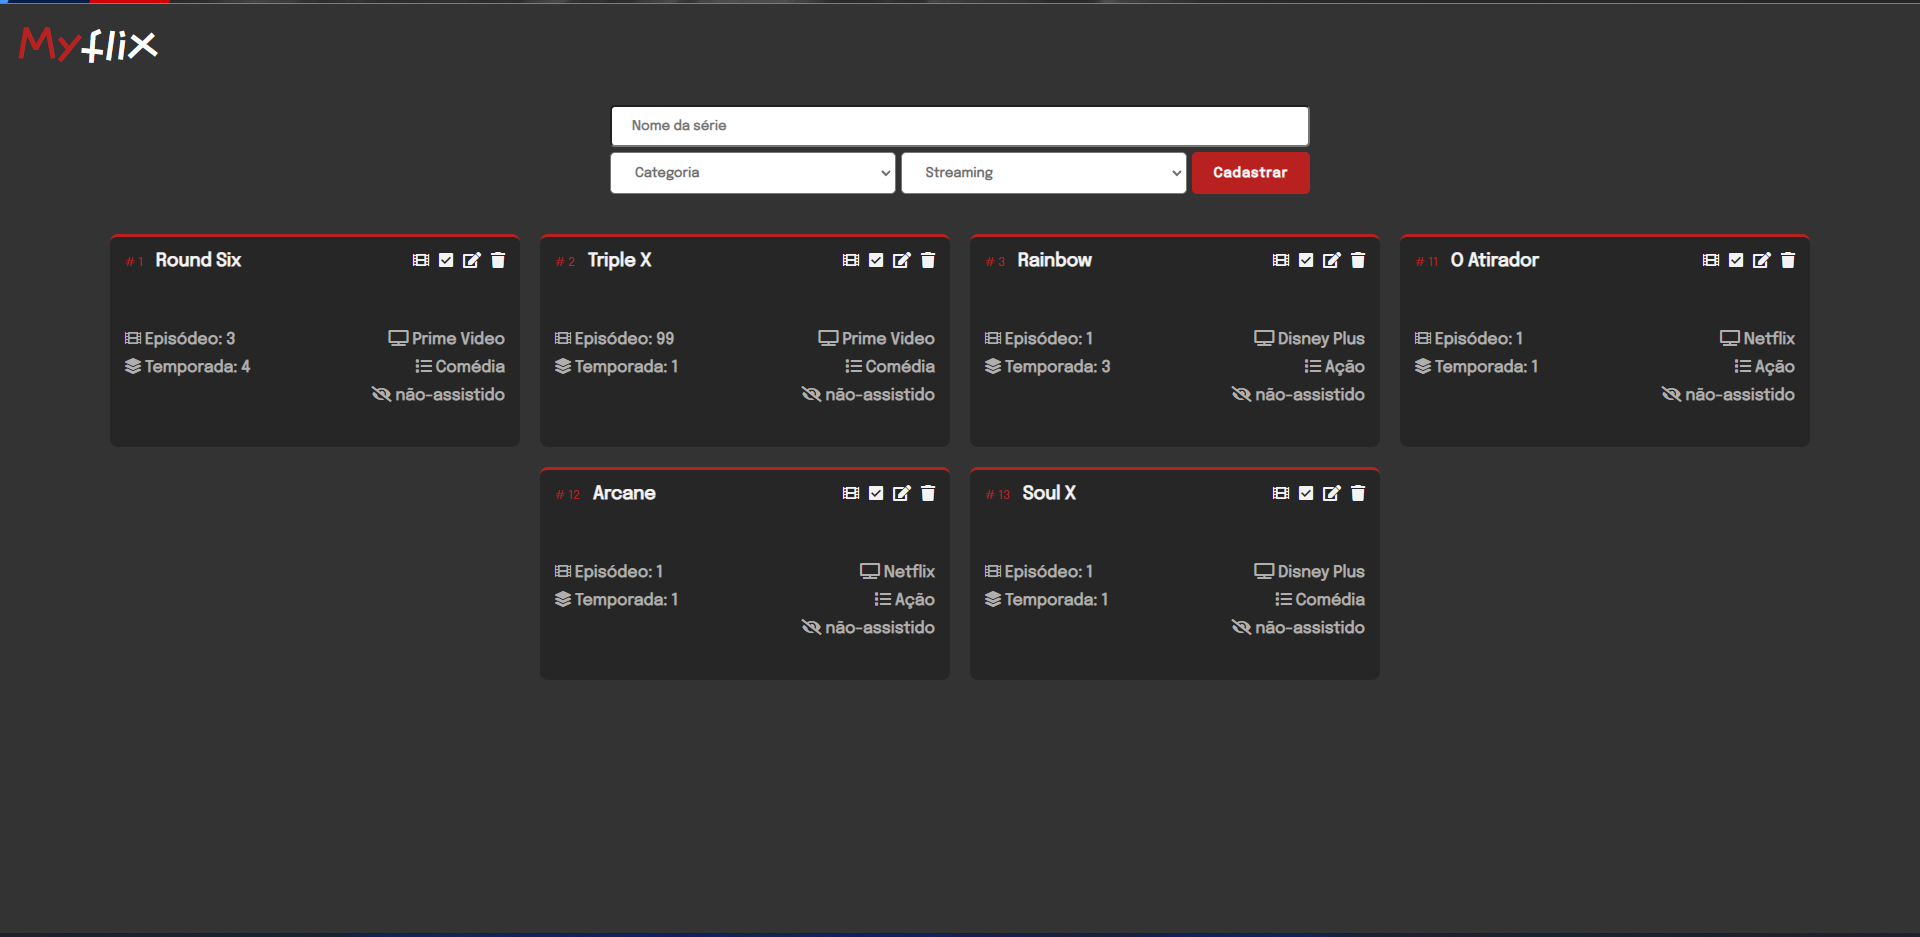 Myflix
Nome da série
Categoria
Streaming
Cadastrar
# 1 Round Six
Episódeo: 3
Temporada: 4
Prime Video
Comédia
não-assistido
# 2 Triple X
Episódeo: 99
Temporada: 1
Prime Video
Comédia
não-assistido
# 3 Rainbow
Episódeo: 1
Temporada: 3
Disney Plus
Ação
não-assistido
# 11 O Atirador
Episódeo: 1
Temporada: 1
Netflix
Ação
não-assistido
# 12 Arcane
Episódeo: 1
Temporada: 1
Netflix
Ação
não-assistido
# 13 Soul X
Episódeo: 1
Temporada: 1
Disney Plus
Comédia
não-assistido